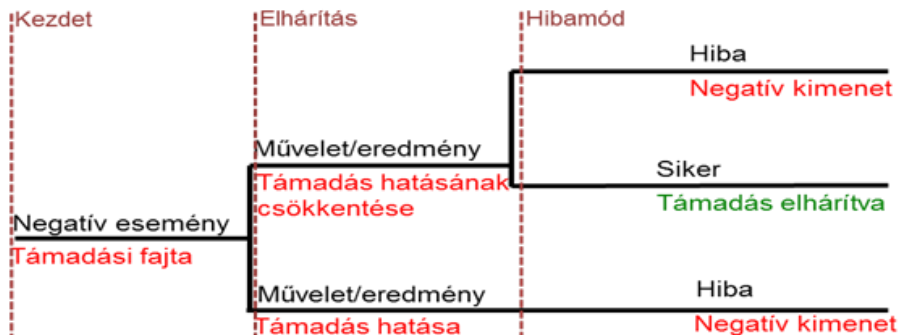 Kezdet
Elhárítás
Hibamód
Hiba
Negatív kimenet
Művelet/eredmény
Támadás hatásának
csökkentése
Siker
Támadás elhárítva
Negatív esemény
Támadási fajta
Művelet/eredmény
Támadás hatása
Hiba
Negatív kimenet